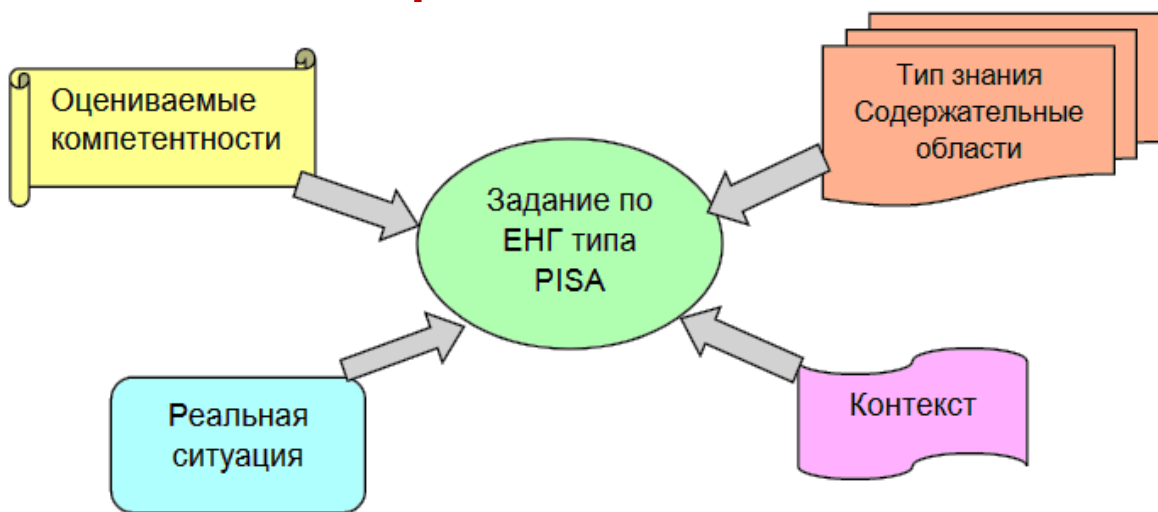 Оцениваемые
компетентности
Тип знания
Содержательные
области
Задание по
ЕНГ типа
PISA
Реальная
ситуация
Контекст